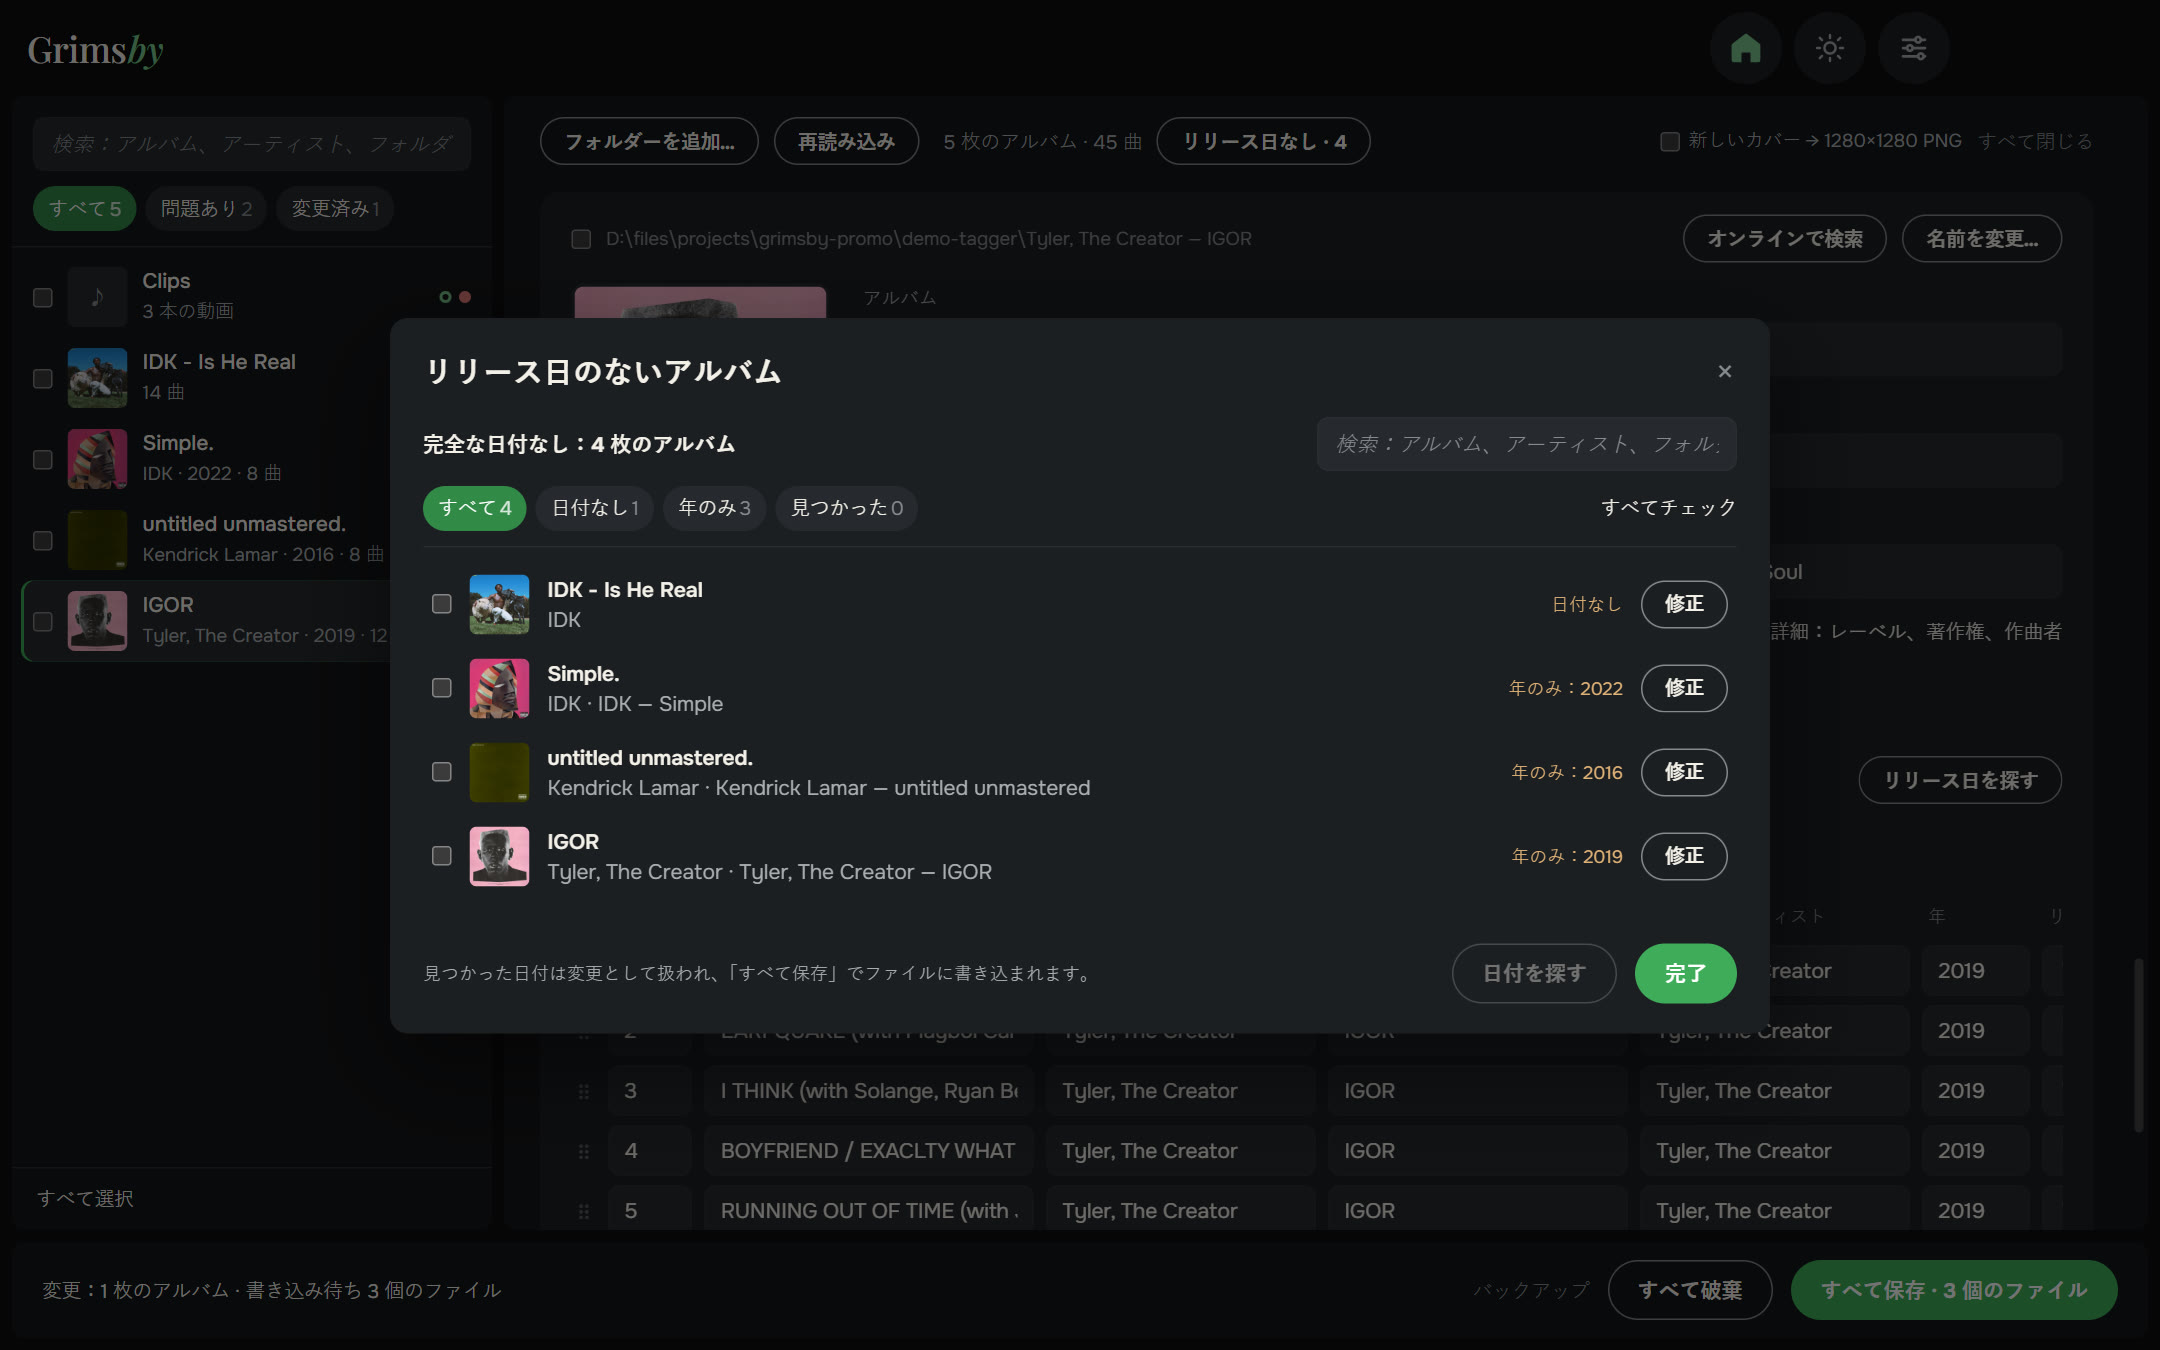 Grimsby
検索：アルバム、アーティスト、フォルダ
すべて 5
問題あり 2
変更済み 1
Clips
3 本の動画
IDK - Is He Real
14 曲
Simple.
IDK · 2022 · 8 曲
untitled unmastered.
Kendrick Lamar · 2016 · 8 曲
IGOR
Tyler, The Creator · 2019 · 12
すべて選択
フォルダーを追加...
再読み込み
5 枚のアルバム · 45 曲
リリース日なし · 4
新しいカバー → 1280×1280 PNG
すべて閉じる
D:\files\projects\grimsby-promo\demo-tagger\Tyler, The Creator — IGOR
オンラインで検索
名前を変更...
アルバム
Soul
詳細：レーベル、著作権、作曲者
リリース日を探す
リリース日のないアルバム
×
完全な日付なし：4 枚のアルバム
検索：アルバム、アーティスト、フォル
すべて 4
日付なし 1
年のみ 3
見つかった 0
すべてチェック
IDK - Is He Real
IDK
日付なし
修正
Simple.
IDK · IDK — Simple
年のみ：2022
修正
untitled unmastered.
Kendrick Lamar · Kendrick Lamar — untitled unmastered
年のみ：2016
修正
IGOR
Tyler, The Creator · Tyler, The Creator — IGOR
年のみ：2019
修正
見つかった日付は変更として扱われ、「すべて保存」でファイルに書き込まれます。
日付を探す
完了
ィスト 年 リ
Creator 2019
2 EARFQUAKE (with Playboi Car Tyler, The Creator IGOR Tyler, The Creator 2019
3 I THINK (with Solange, Ryan Be Tyler, The Creator IGOR Tyler, The Creator 2019
4 BOYFRIEND / EXACLTY WHAT Tyler, The Creator IGOR Tyler, The Creator 2019
5 RUNNING OUT OF TIME (with Tyler, The Creator IGOR Tyler, The Creator 2019
変更：1 枚のアルバム · 書き込み待ち 3 個のファイル
バックアップ
すべて破棄
すべて保存 · 3 個のファイル